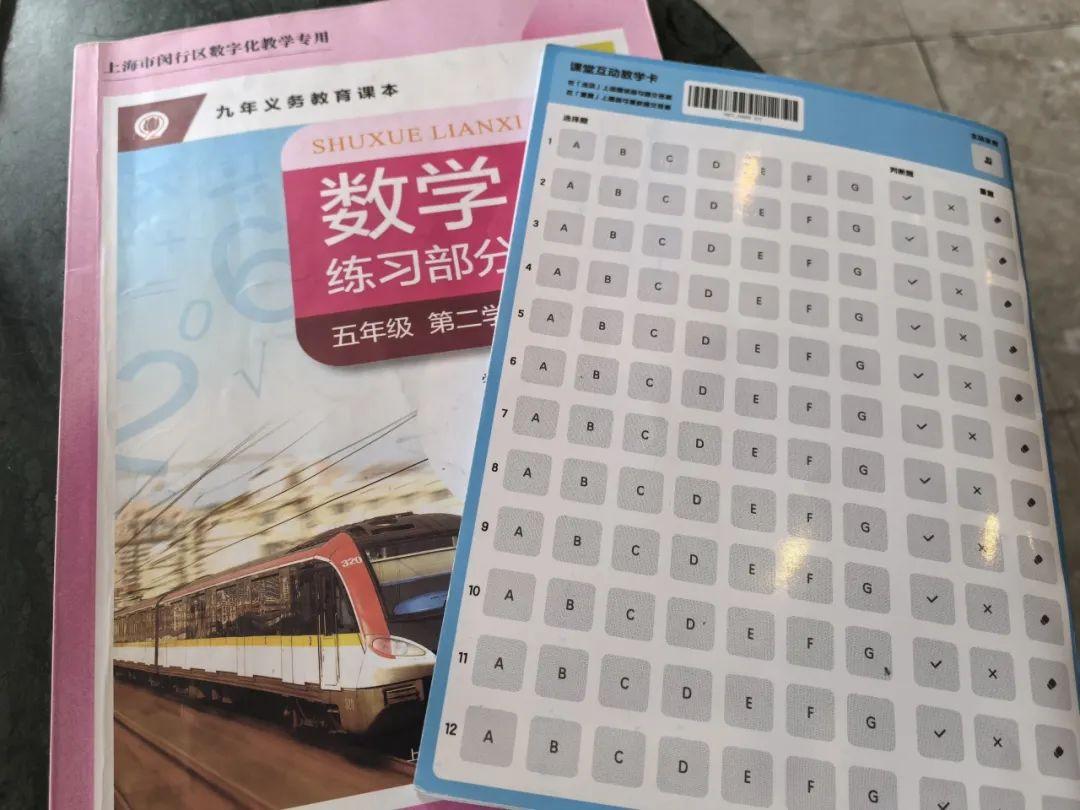 上海市闵行区数字化教学专用
九年义务教育课本
SHUXUE LIANXI
数学
练习部分
五年级 第二学
320
课堂互动教学卡
选择题
判断题
1 A B C D E F G ✓ ×
2 A B C D E F G ✓ ×
3 A B C D E F G ✓ ×
4 A B C D E F G ✓ ×
5 A B C D E F G ✓ ×
6 A B C D E F G ✓ ×
7 A B C D E F G ✓ ×
8 A B C D E F G ✓ ×
9 A B C D E F G ✓ ×
10 A B C D E F G ✓ ×
11 A B C D E F G ✓ ×
12 A B C D E F G ✓ ×